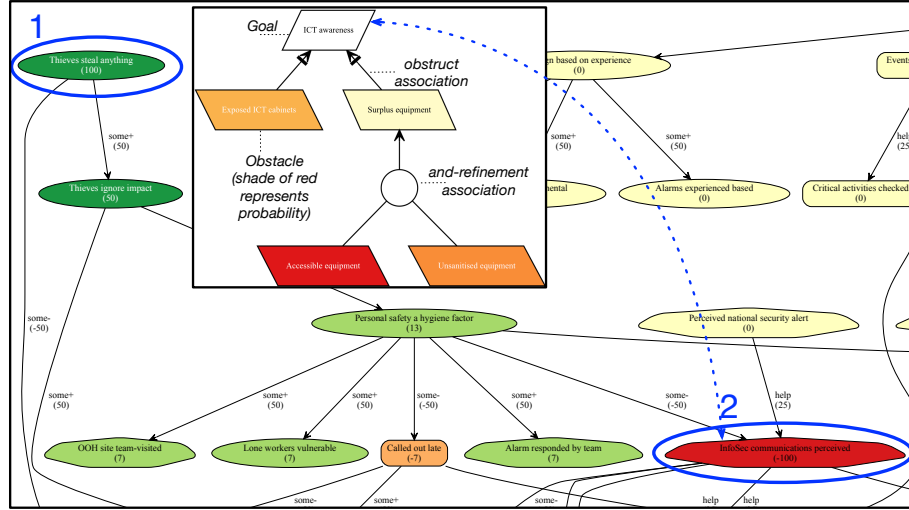 1
Thieves steal anything
(100)
Goal
ICT awareness
gn based on experience
(0)
Events
(0)
obstruct
association
Exposed ICT cabinets
Surplus equipment
some+
(50)
some+
(50)
some+
(50)
help
(25)
Obstacle
(shade of red
represents
probability)
and-refinement
association
Thieves ignore impact
(50)
mental
Alarms experienced based
(0)
Critical activities checked
(0)
Accessible equipment
Unsanitised equipment
some-
(-50)
Personal safety a hygiene factor
(13)
Perceived national security alert
(0)
some+
(50)
some+
(50)
some+
(50)
some-
(-50)
some+
(50)
some-
(-50)
help
(25)
2
OOH site team-visited
(7)
Lone workers vulnerable
(7)
Called out late
(-7)
Alarm responded by team
(7)
InfoSec communications perceived
(-100)
some-
some+
some-
help
help